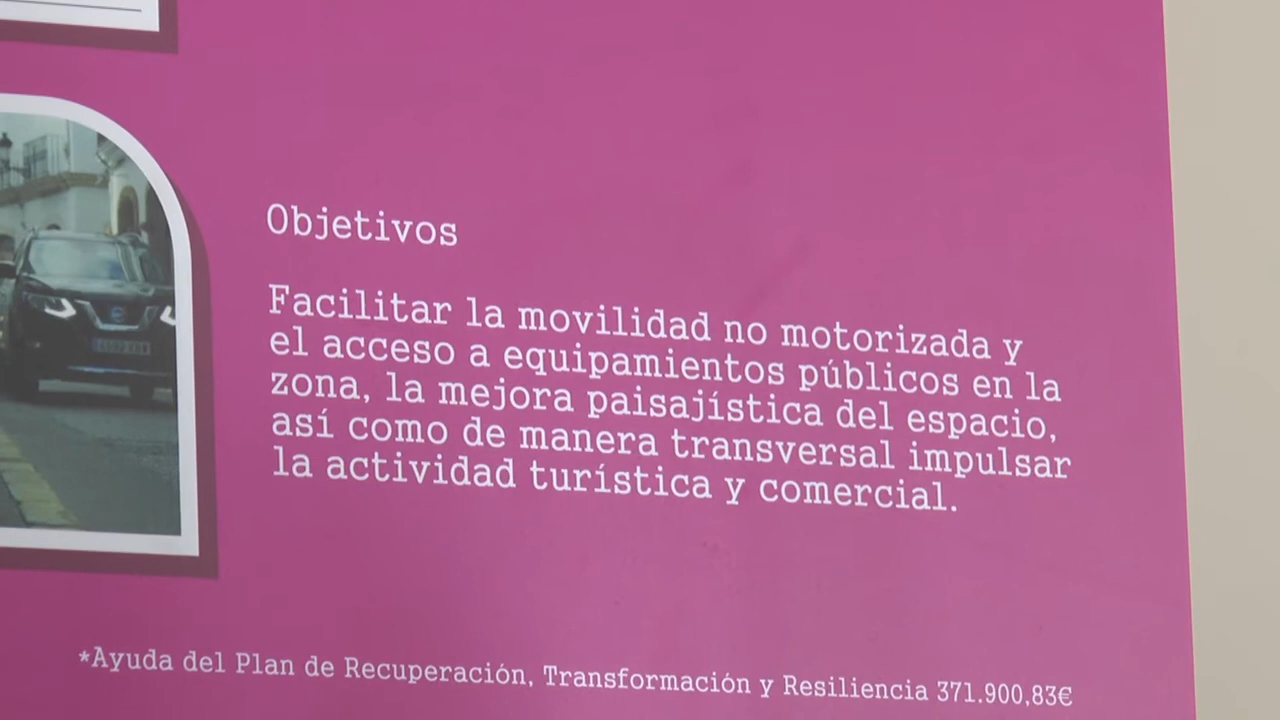 Objetivos
Facilitar la movilidad no motorizada y
el acceso a equipamientos públicos en la
zona, la mejora paisajística del espacio,
así como de manera transversal impulsar
la actividad turística y comercial.
*Ayuda del Plan de Recuperación, Transformación y Resiliencia 371.900,83€